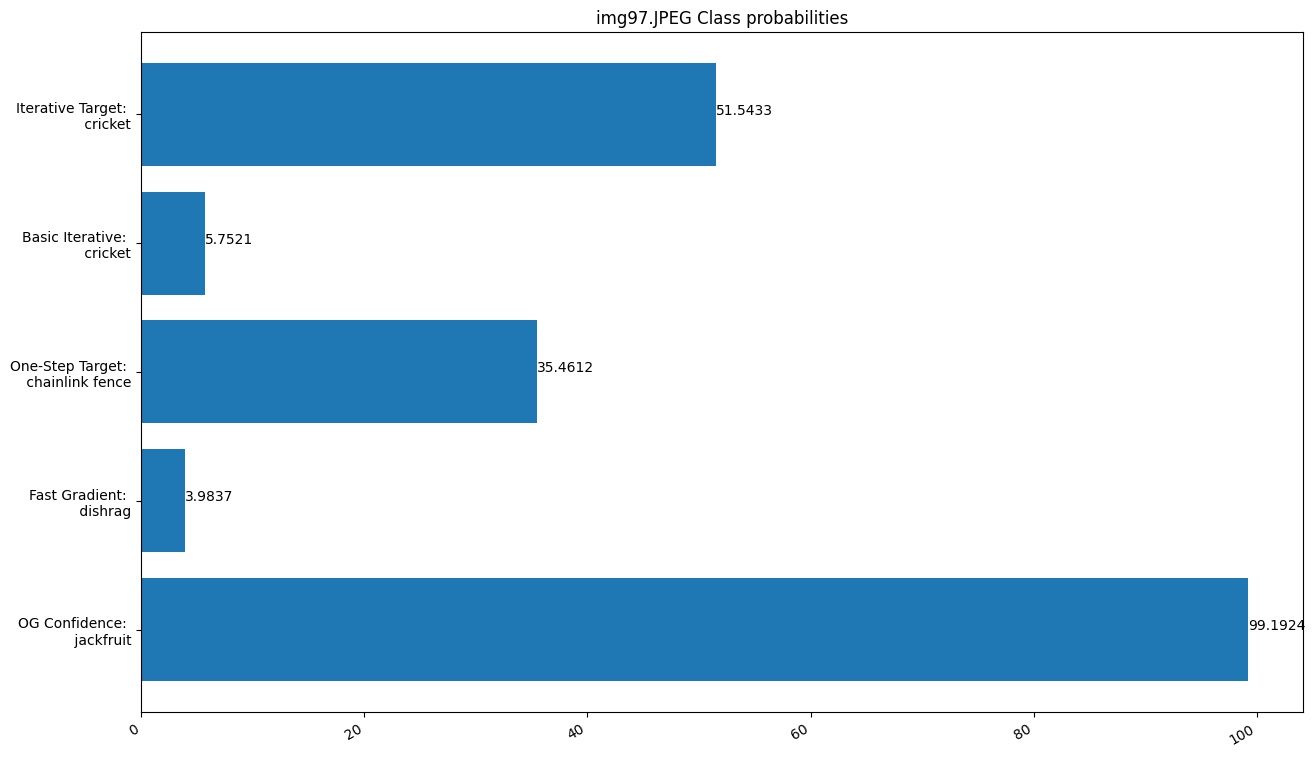 img97.JPEG Class probabilities
Iterative Target:
cricket
51.5433
Basic Iterative:
cricket
5.7521
One-Step Target:
chainlink fence
35.4612
Fast Gradient:
dishrag
3.9837
OG Confidence:
jackfruit
99.1924
0 20 40 60 80 100